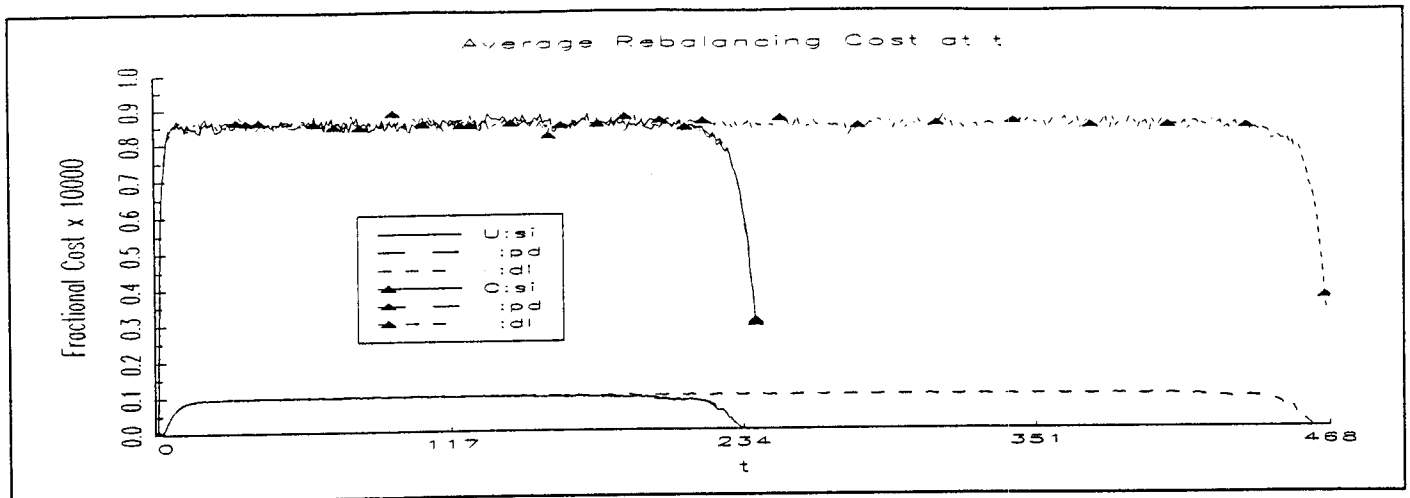 Average Rebalancing Cost at t
Fractional Cost x 10000
1.0
0.9
0.8
0.7
0.6
0.5
0.4
0.3
0.2
0.1
0.0
U:si
:pd
:dl
C:si
:pd
:dl
0 117 234 351 468
t